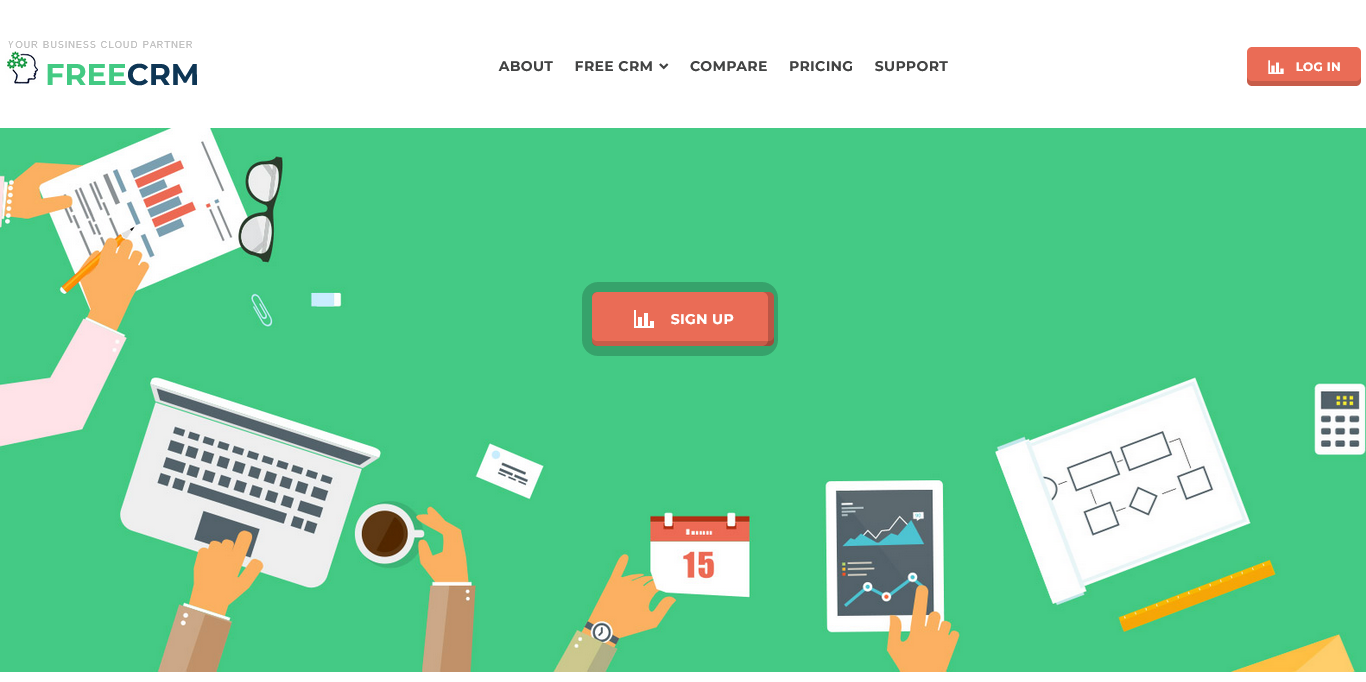 YOUR BUSINESS CLOUD PARTNER
FREECRM
ABOUT FREE CRM COMPARE PRICING SUPPORT
LOG IN
SIGN UP
15